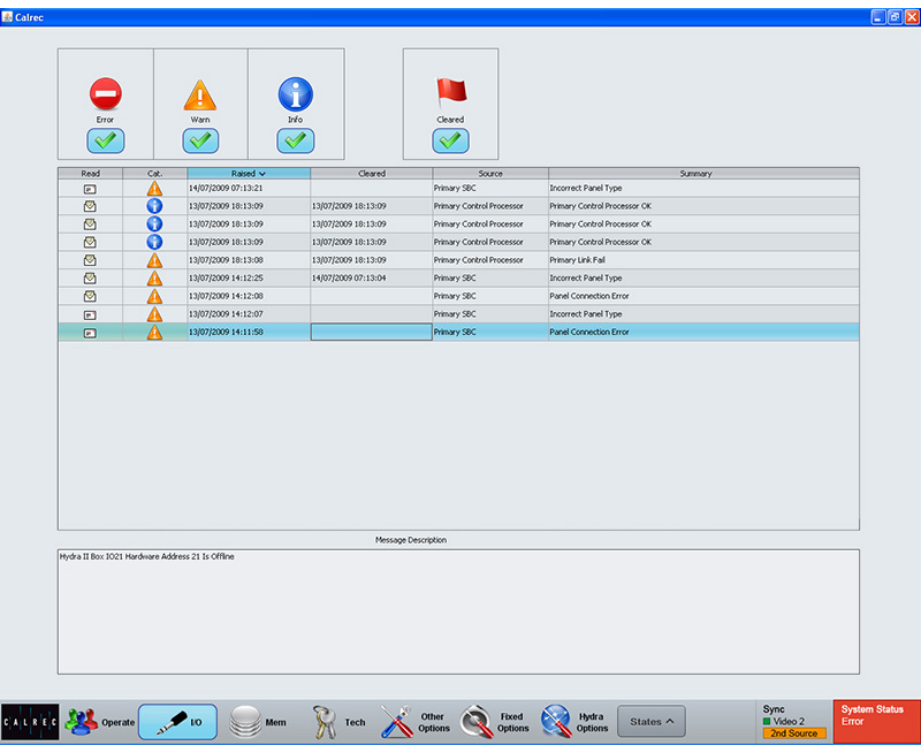 Calrec
Error Warn Info Cleared
Read Cat. Raised Cleared Source Summary
14/07/2009 07:13:21 Primary SBC Incorrect Panel Type
13/07/2009 18:13:09 13/07/2009 18:13:09 Primary Control Processor Primary Control Processor OK
13/07/2009 18:13:09 13/07/2009 18:13:09 Primary Control Processor Primary Control Processor OK
13/07/2009 18:13:09 13/07/2009 18:13:09 Primary Control Processor Primary Control Processor OK
13/07/2009 18:13:08 13/07/2009 18:13:09 Primary Control Processor Primary Link Fail
13/07/2009 14:12:25 14/07/2009 07:13:04 Primary SBC Incorrect Panel Type
13/07/2009 14:12:08 Primary SBC Panel Connection Error
13/07/2009 14:12:07 Primary SBC Incorrect Panel Type
13/07/2009 14:11:58 Primary SBC Panel Connection Error
Message Description
Hydra II Box IO21 Hardware Address 21 Is Offline
CALREC Operate I/O Mem Tech Other Options Fixed Options Hydra Options States
Sync
Video 2
2nd Source
System Status
Error